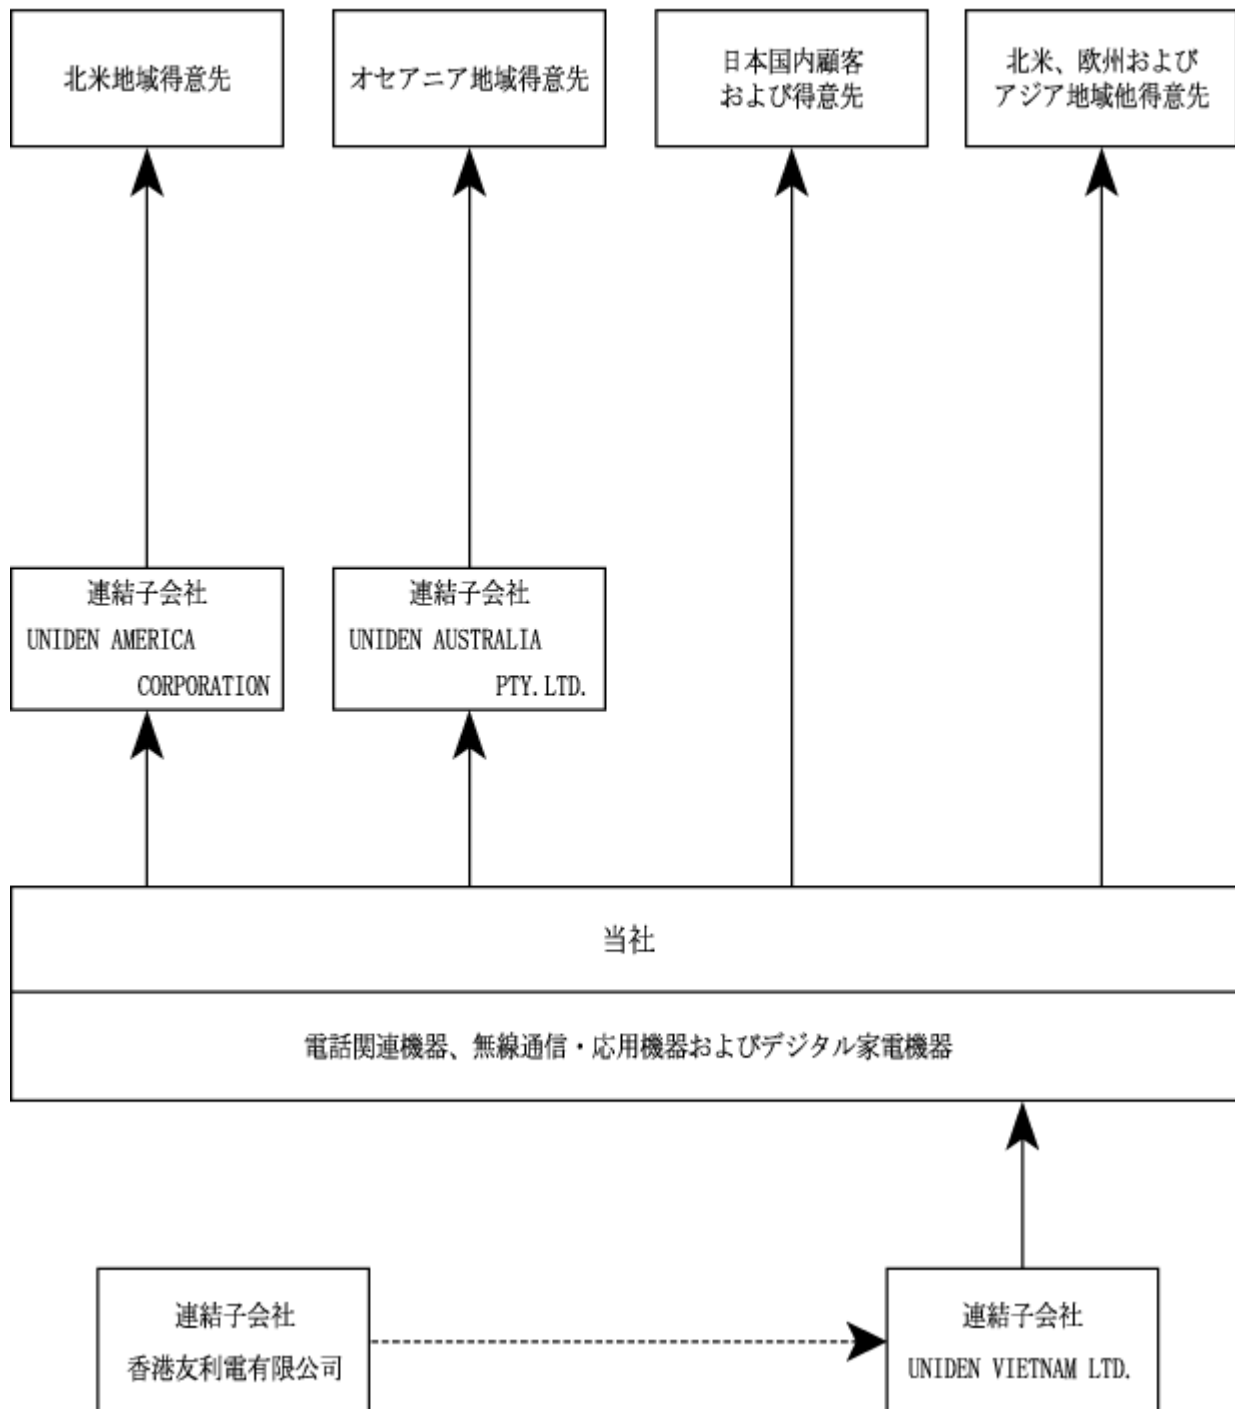 北米地域得意先
オセアニア地域得意先
日本国内顧客
および得意先
北米、欧州および
アジア地域他得意先
連結子会社
UNIDEN AMERICA
CORPORATION
連結子会社
UNIDEN AUSTRALIA
PTY.LTD.
当社
電話関連機器、無線通信・応用機器およびデジタル家電機器
連結子会社
香港友利電有限公司
連結子会社
UNIDEN VIETNAM LTD.